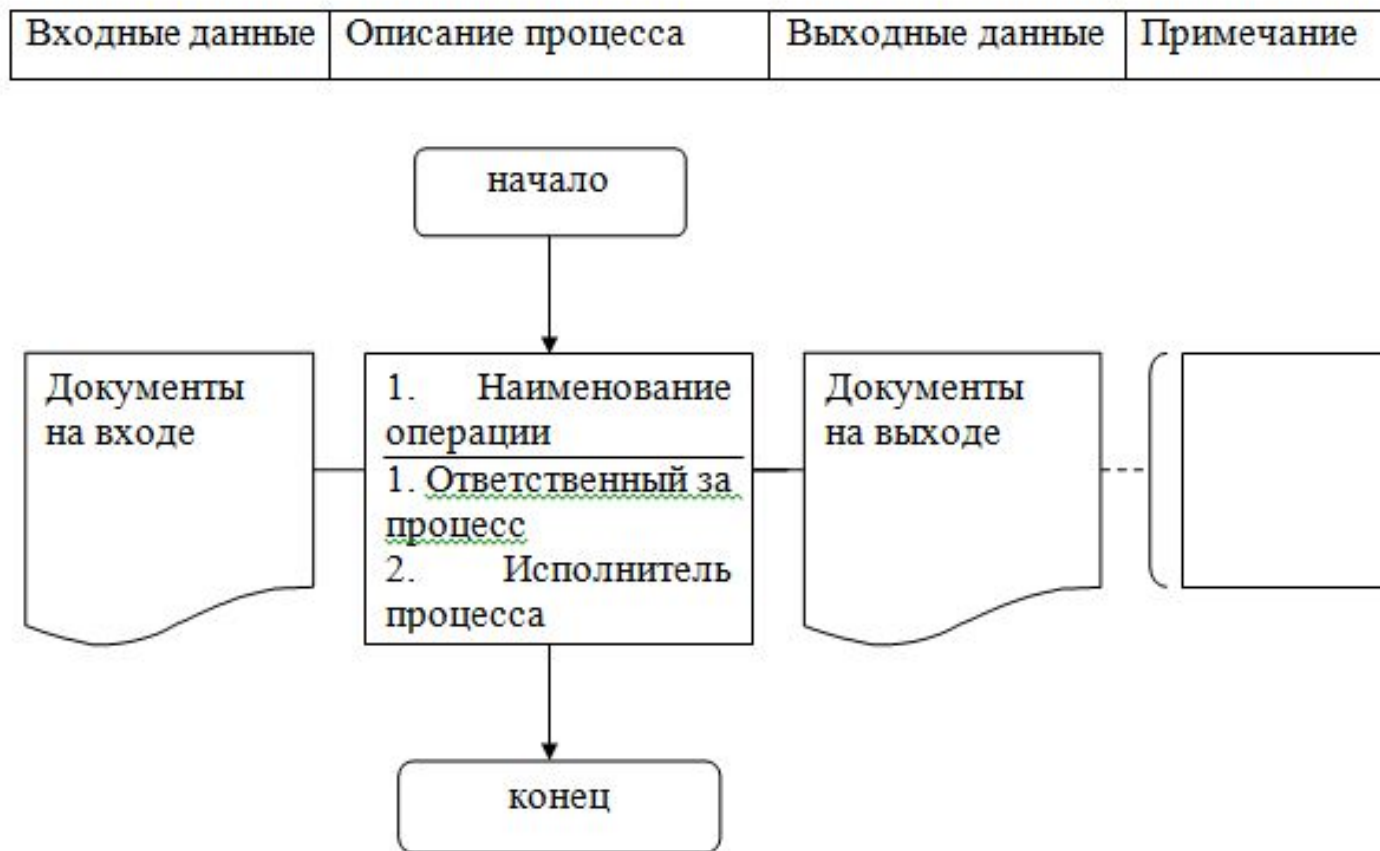 Входные данные Описание процесса Выходные данные Примечание
начало
Документы
на входе
1. Наименование
операции
1. Ответственный за
процесс
2. Исполнитель
процесса
Документы
на выходе
конец